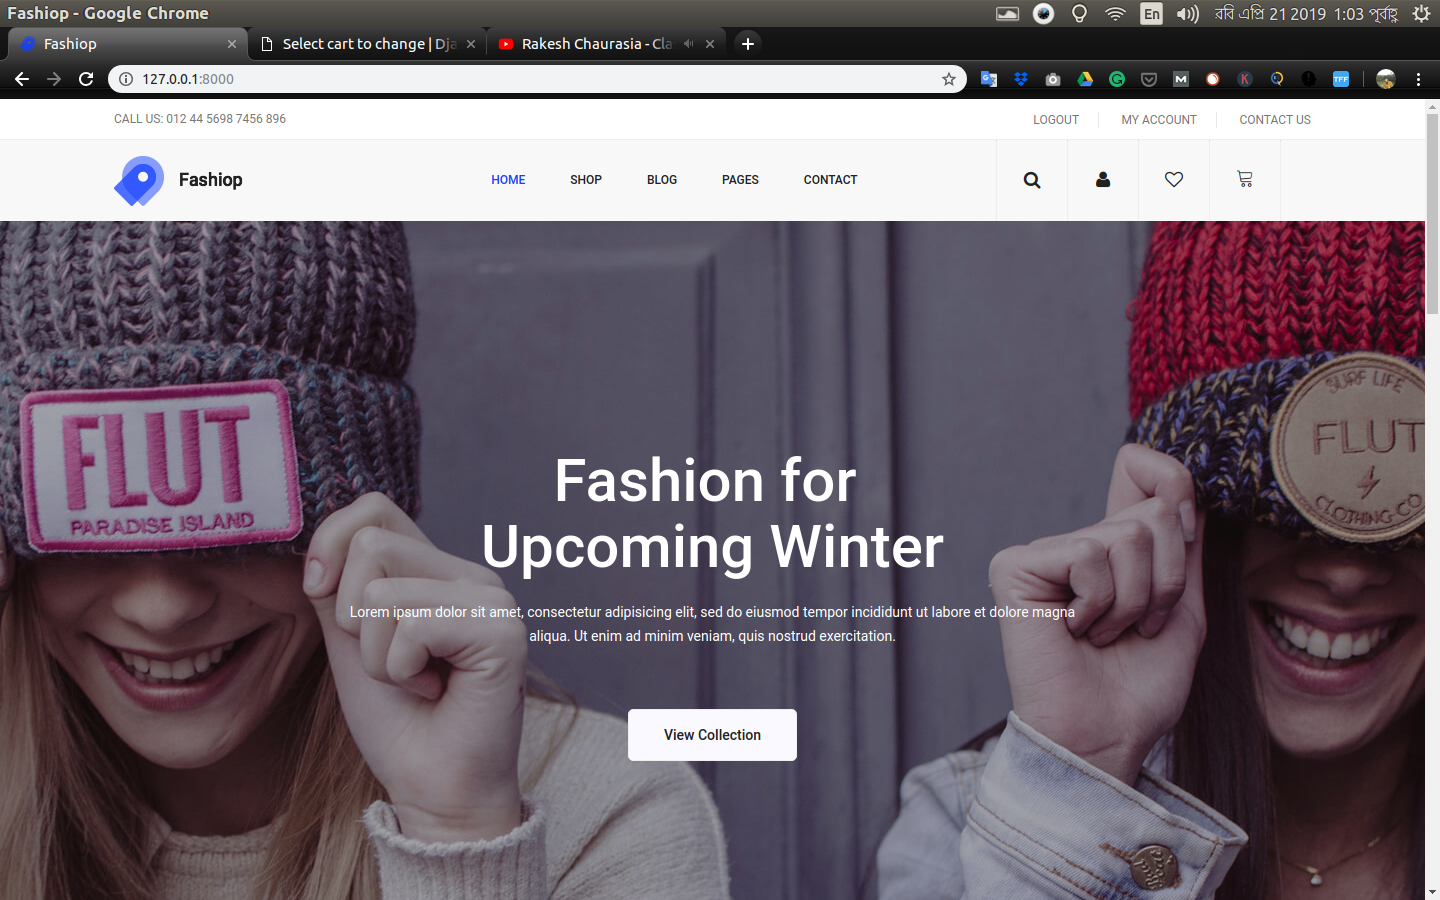 Fashiop - Google Chrome
En
রবি এপ্রি 21 2019 1:03 পূর্বাহ্ণ
Fashiop
Select cart to change | Dja
Rakesh Chaurasia - Cla
127.0.0.1:8000
CALL US: 012 44 5698 7456 896
LOGOUT
MY ACCOUNT
CONTACT US
Fashiop
HOME
SHOP
BLOG
PAGES
CONTACT
FLUT
PARADISE ISLAND
SURF LIFE
FLUT
CLOTHING CO
Fashion for
Upcoming Winter
Lorem ipsum dolor sit amet, consectetur adipisicing elit, sed do eiusmod tempor incididunt ut labore et dolore magna
aliqua. Ut enim ad minim veniam, quis nostrud exercitation.
View Collection